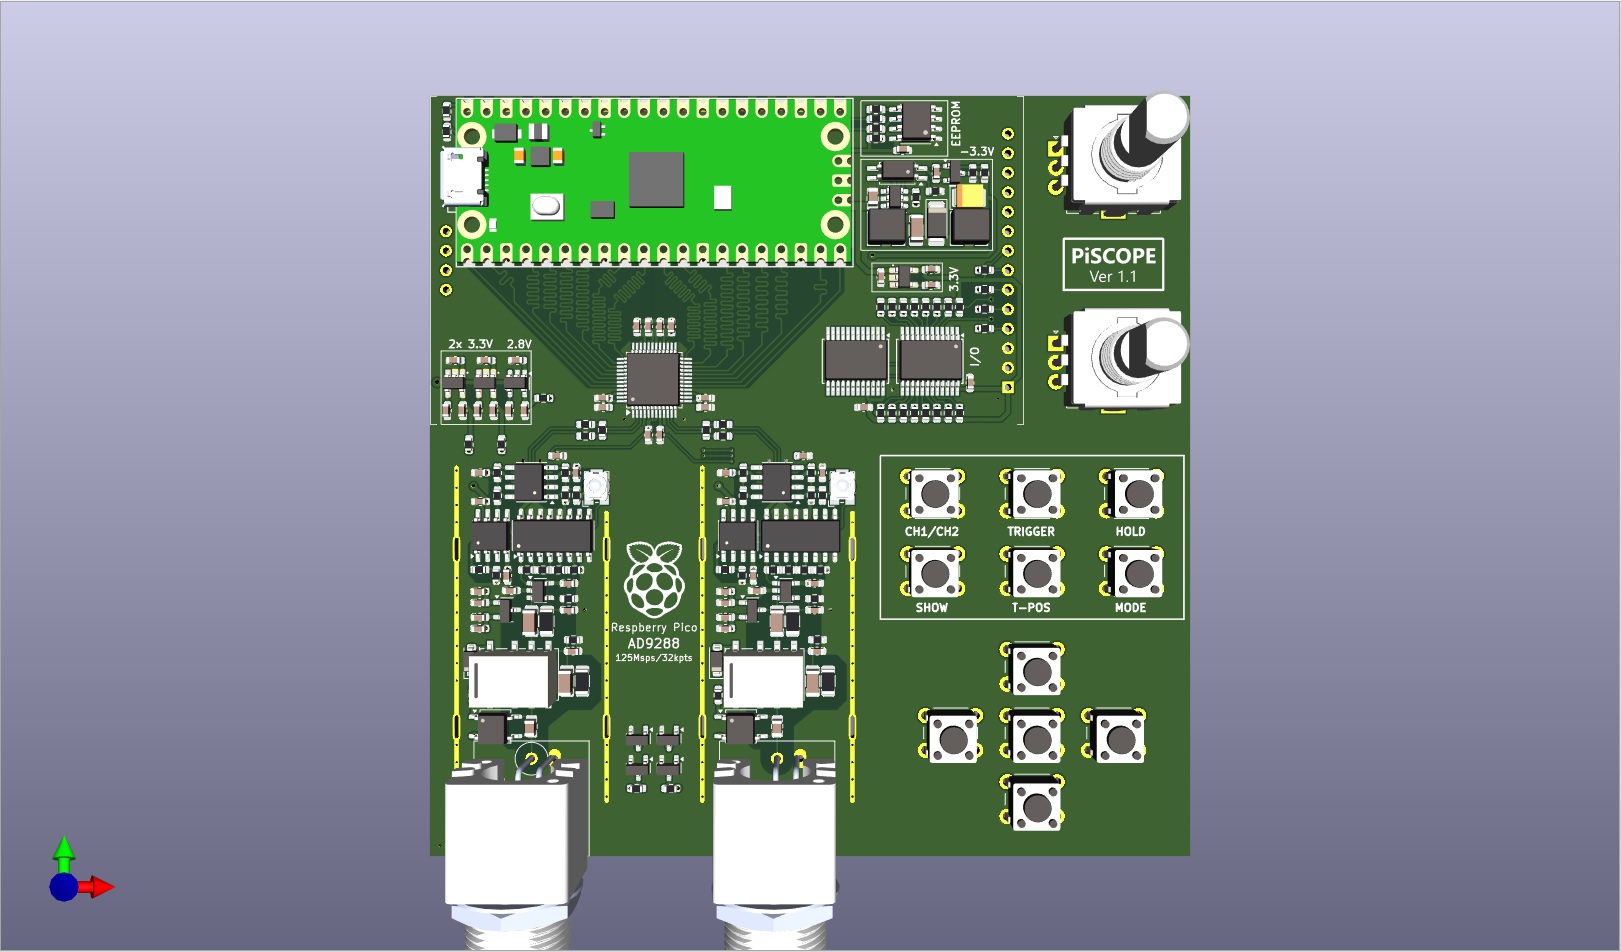 EEPROM
-3.3V
PiSCOPE
Ver 1.1
3.3V
2x 3.3V 2.8V
I/O
CH1/CH2 TRIGGER HOLD
SHOW T-POS MODE
Respberry Pico
AD9288
125Msps/32kpts